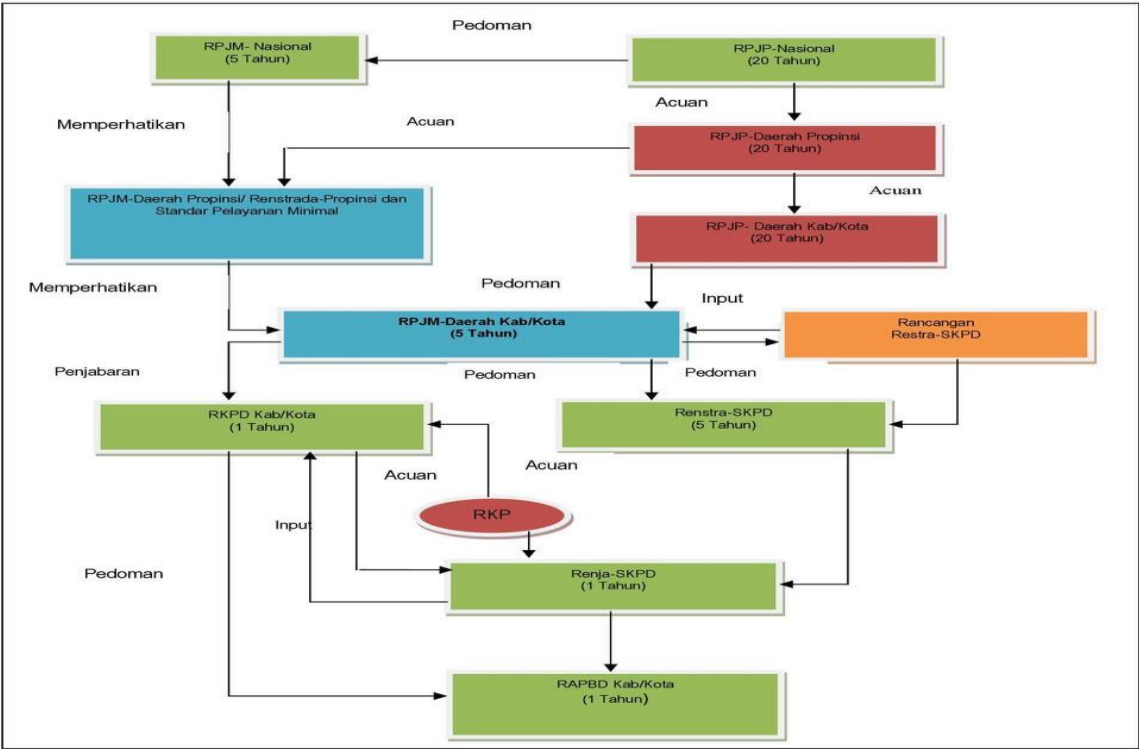 Pedoman
RPJM- Nasional
(5 Tahun)
RPJP-Nasional
(20 Tahun)
Acuan
Memperhatikan
Acuan
RPJP-Daerah Propinsi
(20 Tahun)
RPJM-Daerah Propinsi/ Renstrada-Propinsi dan
Standar Pelayanan Minimal
Acuan
RPJP- Daerah Kab/Kota
(20 Tahun)
Memperhatikan
Pedoman
Input
RPJM-Daerah Kab/Kota
(5 Tahun)
Rancangan
Restra-SKPD
Penjabaran
Pedoman
Pedoman
RKPD Kab/Kota
(1 Tahun)
Renstra-SKPD
(5 Tahun)
Acuan
Acuan
RKP
Input
Pedoman
Renja-SKPD
(1 Tahun)
RAPBD Kab/Kota
(1 Tahun)